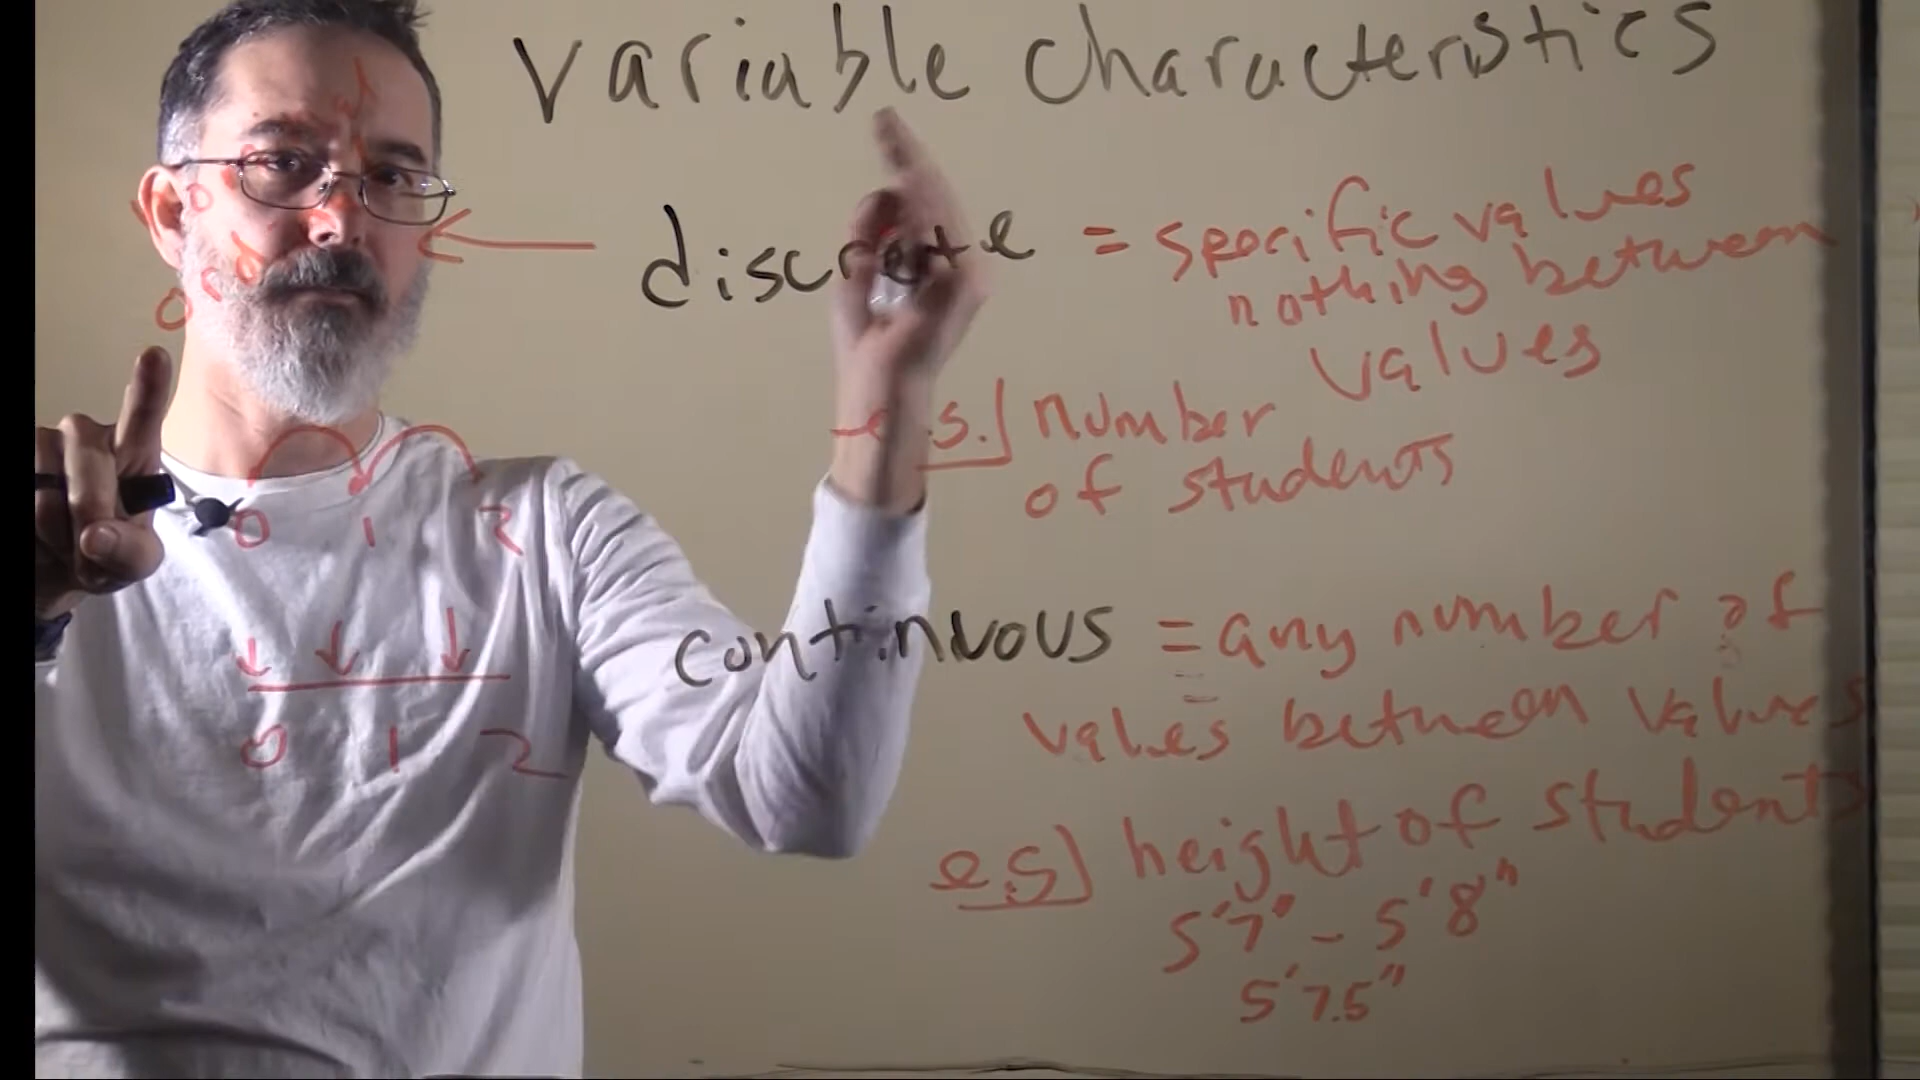 variable characteristics
discrete = specific values
nothing between
values
e.g. number
of students
0 1 2
continuous = any number of
vales between values
0 1 2
e.g. height of students
5'7" - 5'8"
5'7.5"